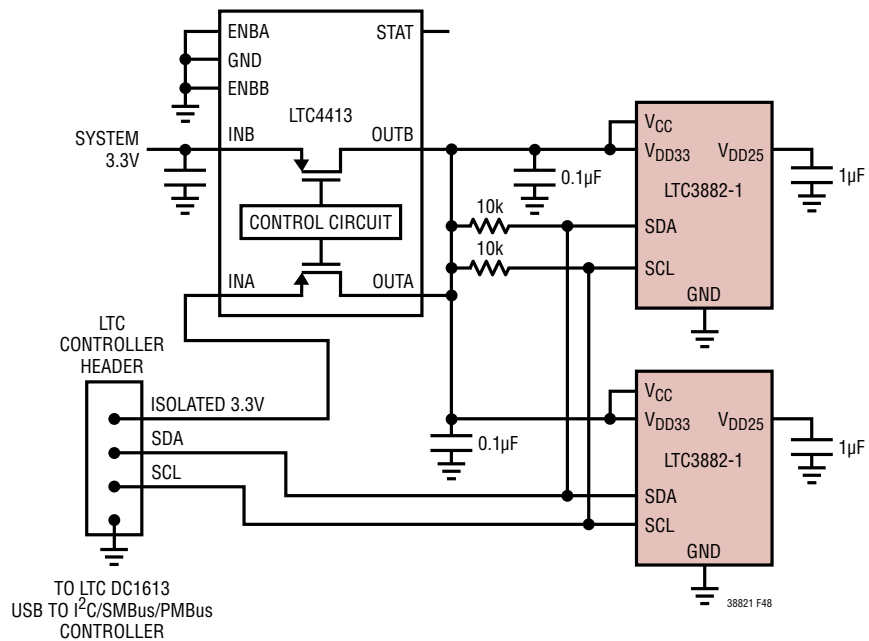 ENBA
STAT
GND
ENBB
LTC4413
SYSTEM
3.3V
INB
OUTB
CONTROL CIRCUIT
INA
OUTA
0.1µF
10k
10k
VCC
VDD33
VDD25
1µF
LTC3882-1
SDA
SCL
GND
LTC
CONTROLLER
HEADER
ISOLATED 3.3V
SDA
SCL
0.1µF
VCC
VDD33
VDD25
1µF
LTC3882-1
SDA
SCL
GND
TO LTC DC1613
USB TO I2C/SMBus/PMBus
CONTROLLER
38821 F48